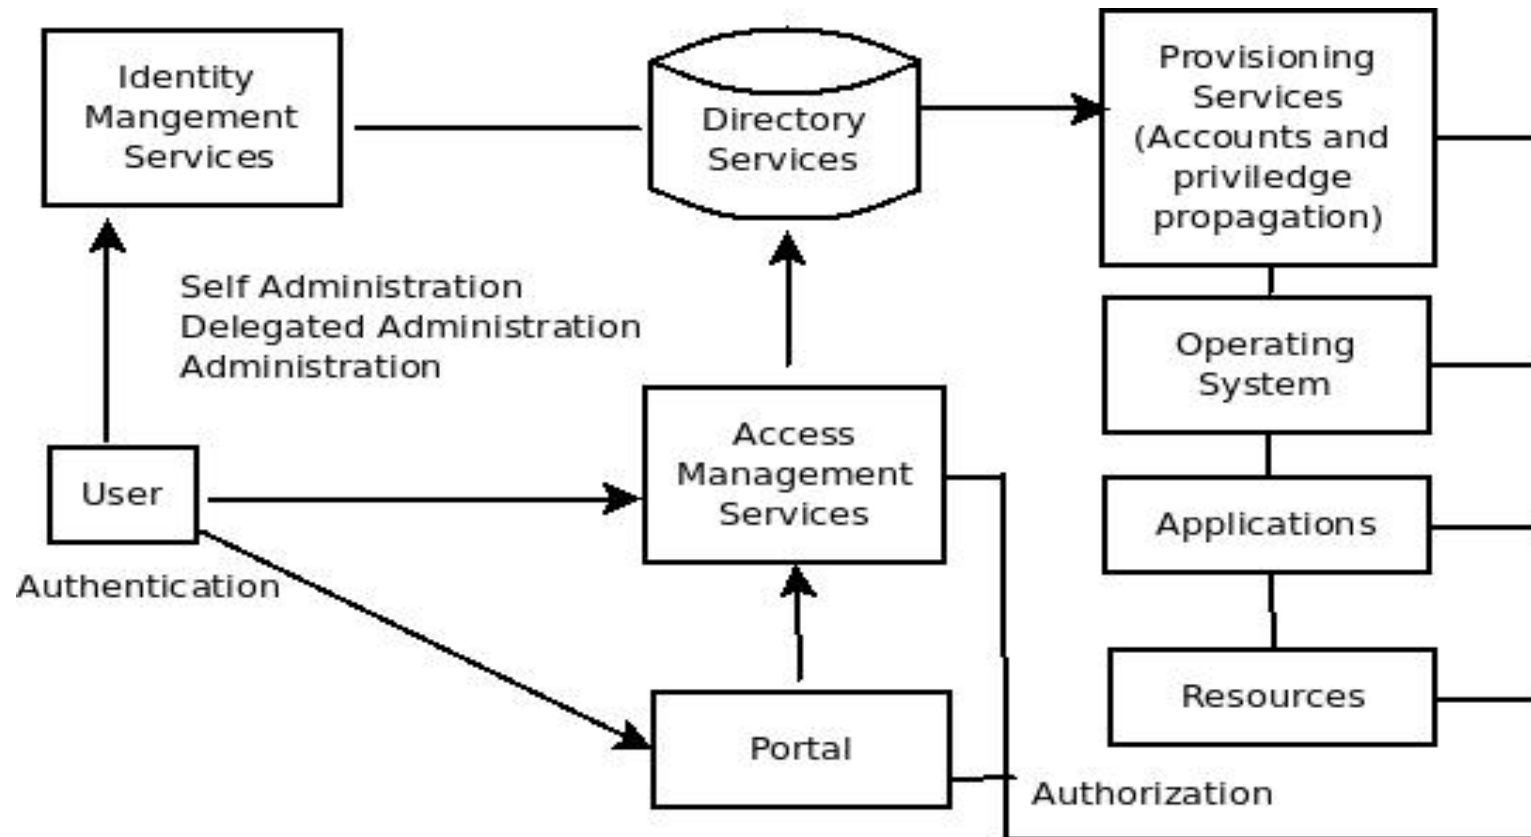 Identity
Mangement
Services
Directory
Services
Provisioning
Services
(Accounts and
priviledge
propagation)
Self Administration
Delegated Administration
Administration
Operating
System
Access
Management
Services
User
Applications
Authentication
Resources
Portal
Authorization